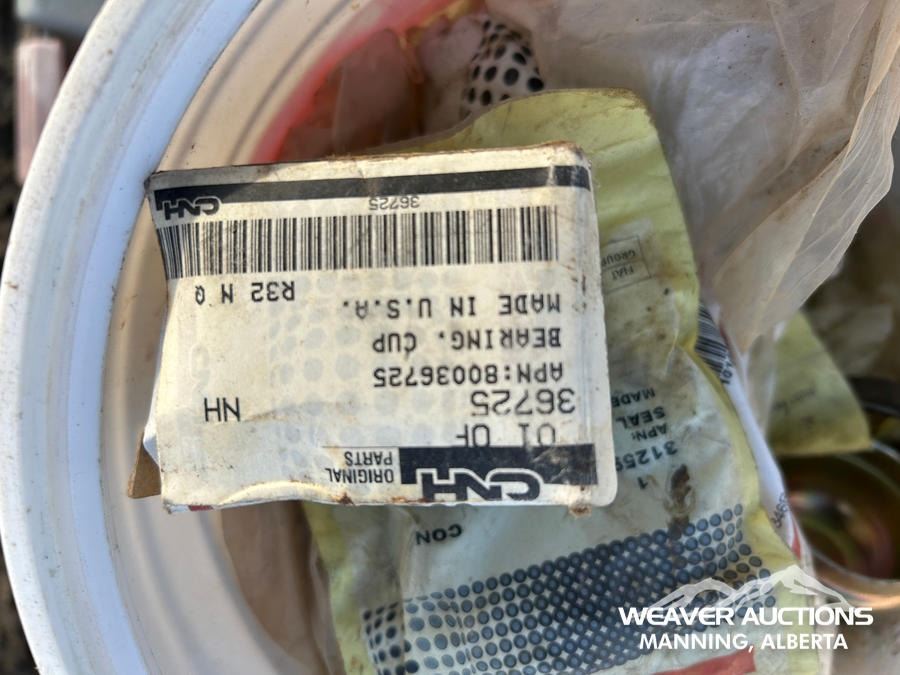 CNH
ORIGINAL
PARTS
01 OF
36725
NH
APN:80036725
BEARING. CUP
MADE IN U.S.A.
R32 N Q
36725
CNH
FIAT
GROUP
1
APN:
SEAL
MADE
CON
WEAVER AUCTIONS
MANNING, ALBERTA